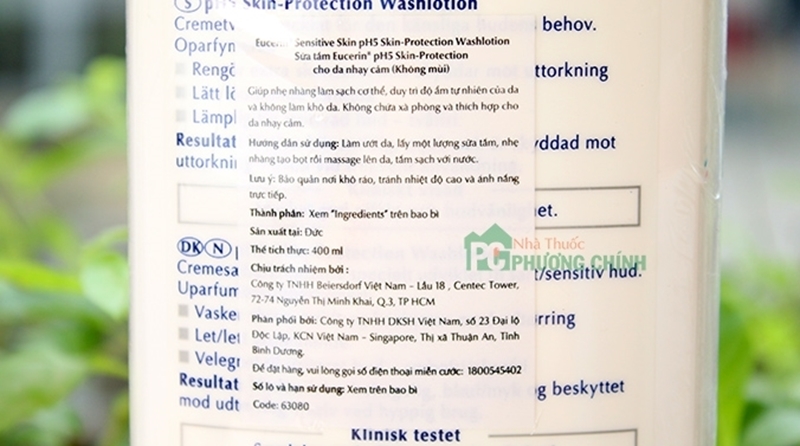 S pH5 Skin-Protection Washlotion
Cremetv
behov.
Oparfym
Rengö
uttorkning
Lätt lö
Lämpl
Resultat
yddad mot
uttorkni
het.
Eucerin Sensitive Skin pH5 Skin-Protection Washlotion
Sữa tắm Eucerin® pH5 Skin-Protection
cho da nhạy cảm (Không mùi)
Giúp nhẹ nhàng làm sạch cơ thể, duy trì độ ẩm tự nhiên của da
và không làm khô da. Không chứa xà phòng và thích hợp cho
da nhạy cảm.
Hướng dẫn sử dụng: Làm ướt da, lấy một lượng sữa tắm, nhẹ
nhàng tạo bọt rồi massage lên da, tắm sạch với nước.
Lưu ý: Bảo quản nơi khô ráo, tránh nhiệt độ cao và ánh nắng
trực tiếp.
Thành phần: Xem "Ingredients" trên bao bì
Sản xuất tại: Đức
Thể tích thực: 400 ml
Chịu trách nhiệm bởi :
Công ty TNHH Beiersdorf Việt Nam - Lầu 18 , Centec Tower,
72-74 Nguyễn Thị Minh Khai, Q.3, TP HCM
Phân phối bởi: Công ty TNHH DKSH Việt Nam, số 23 Đại lộ
Độc Lập, KCN Việt Nam - Singapore, Thị xã Thuận An, Tỉnh
Bình Dương.
Để đặt hàng, vui lòng gọi số điện thoại miễn cước: 1800545402
Số lô và hạn sử dụng: Xem trên bao bì
Code: 63080
PC Nhà Thuốc
PHƯƠNG CHÍNH
DK N
Cremesa
t/sensitiv hud.
Uparfum
Vaske
ørring
Let/let
Velegn
Resultat
og beskyttet
mod udt
Klinisk testet